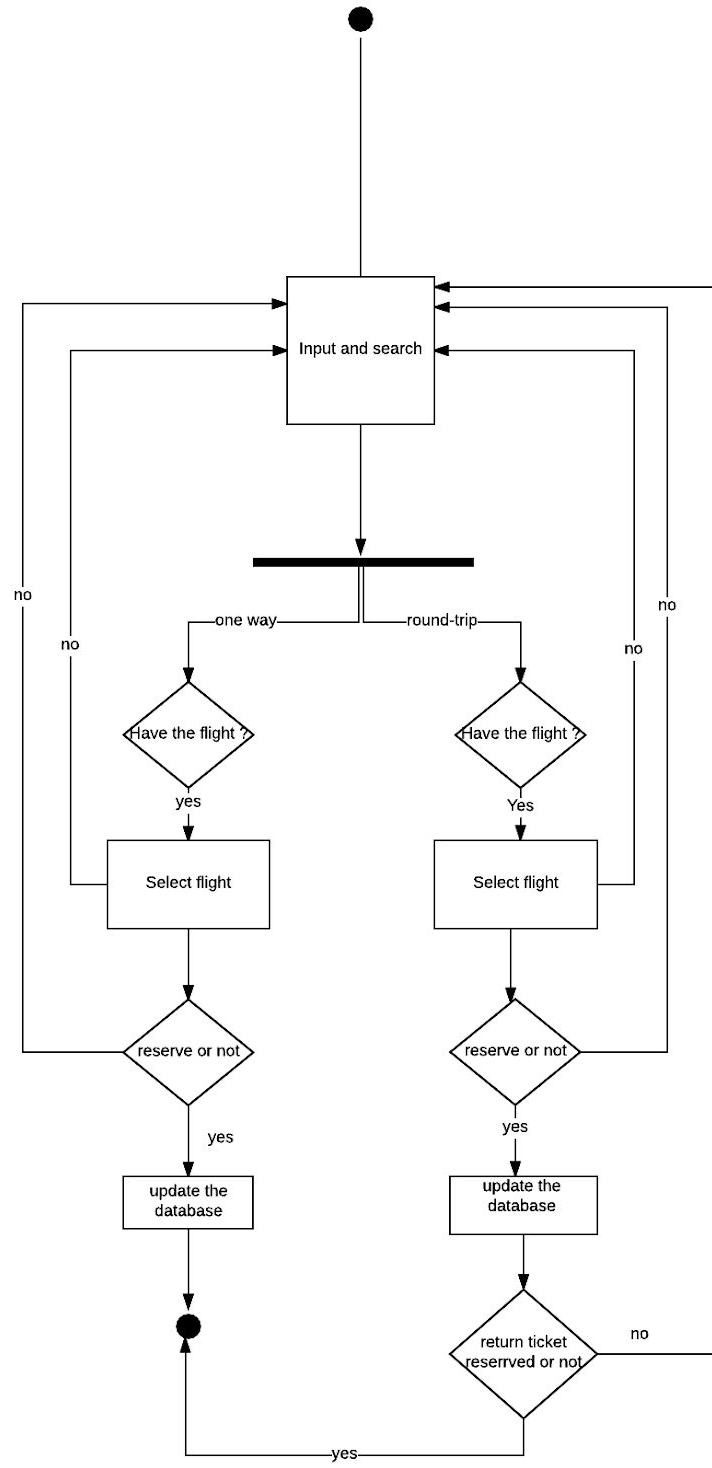 Input and search
no
no
no
no
one way
round-trip
Have the flight ?
Have the flight ?
yes
Yes
Select flight
Select flight
reserve or not
reserve or not
yes
yes
update the
database
update the
database
return ticket
reserrved or not
no
yes